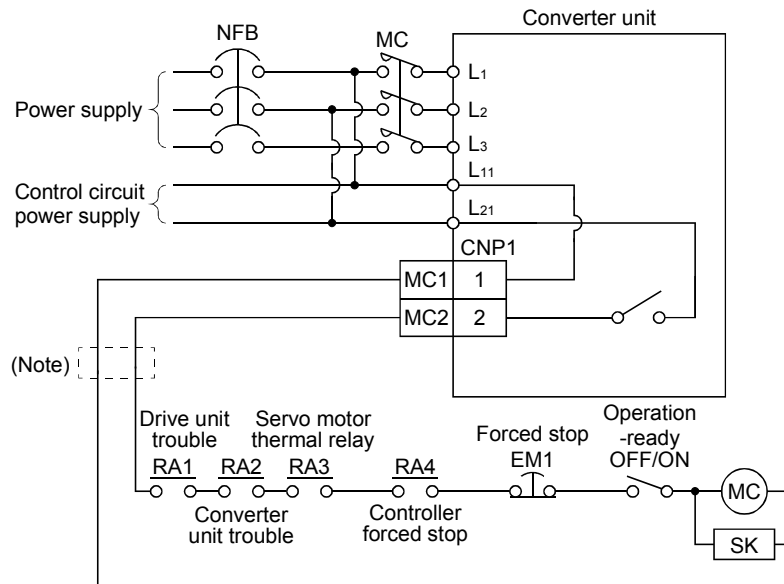 Converter unit
NFB
MC
L1
Power supply
L2
L3
L11
Control circuit
power supply
L21
CNP1
MC1 1
MC2 2
(Note)
Drive unit
trouble
Servo motor
thermal relay
Forced stop
Operation
-ready
OFF/ON
RA1
RA2
RA3
RA4
EM1
MC
Converter
unit trouble
Controller
forced stop
SK